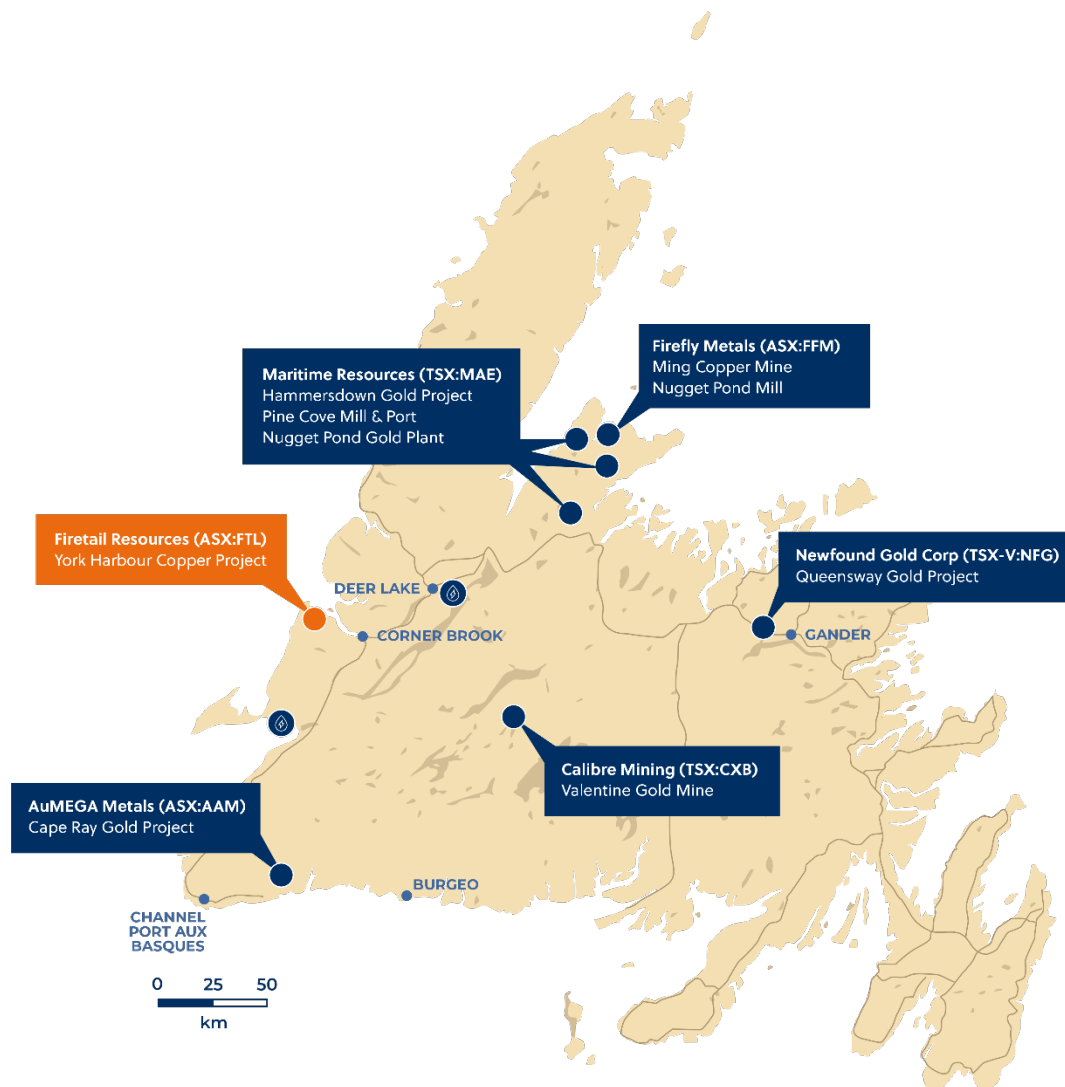 Firefly Metals (ASX:FFM)
Ming Copper Mine
Nugget Pond Mill
Maritime Resources (TSX:MAE)
Hammersdown Gold Project
Pine Cove Mill & Port
Nugget Pond Gold Plant
Firetail Resources (ASX:FTL)
York Harbour Copper Project
Newfound Gold Corp (TSX-V:NFG)
Queensway Gold Project
DEER LAKE
CORNER BROOK
GANDER
Calibre Mining (TSX:CXB)
Valentine Gold Mine
AuMEGA Metals (ASX:AAM)
Cape Ray Gold Project
BURGEO
CHANNEL
PORT AUX
BASQUES
0 25 50
km